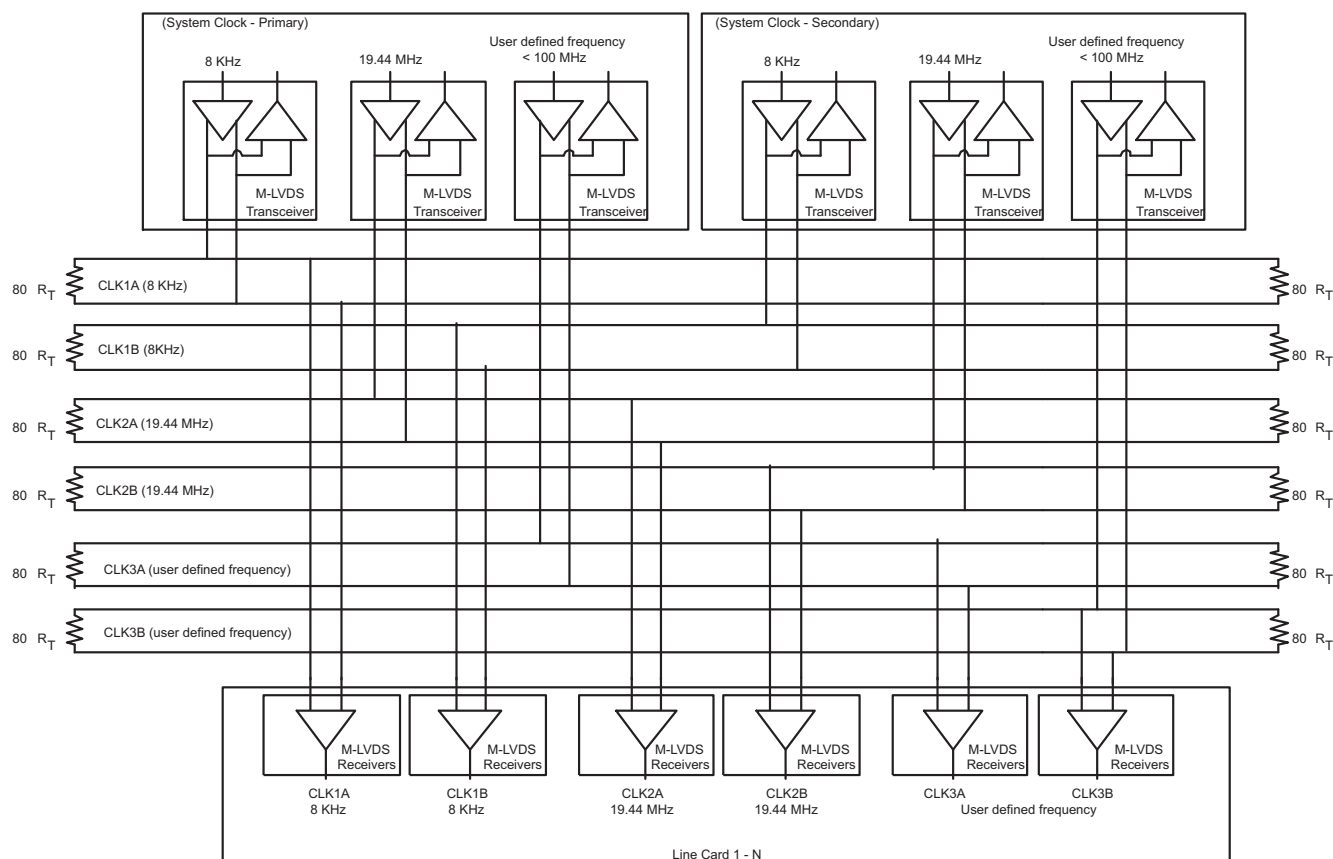 (System Clock - Primary)
(System Clock - Secondary)
8 KHz
19.44 MHz
User defined frequency
< 100 MHz
8 KHz
19.44 MHz
User defined frequency
< 100 MHz
M-LVDS
Transceiver
M-LVDS
Transceiver
M-LVDS
Transceiver
M-LVDS
Transceiver
M-LVDS
Transceiver
M-LVDS
Transceiver
80 RT
CLK1A (8 KHz)
80 RT
80 RT
CLK1B (8KHz)
80 RT
80 RT
CLK2A (19.44 MHz)
80 RT
80 RT
CLK2B (19.44 MHz)
80 RT
80 RT
CLK3A (user defined frequency)
80 RT
80 RT
CLK3B (user defined frequency)
80 RT
M-LVDS
Receivers
M-LVDS
Receivers
M-LVDS
Receivers
M-LVDS
Receivers
M-LVDS
Receivers
M-LVDS
Receivers
CLK1A
8 KHz
CLK1B
8 KHz
CLK2A
19.44 MHz
CLK2B
19.44 MHz
CLK3A
CLK3B
User defined frequency
Line Card 1 - N